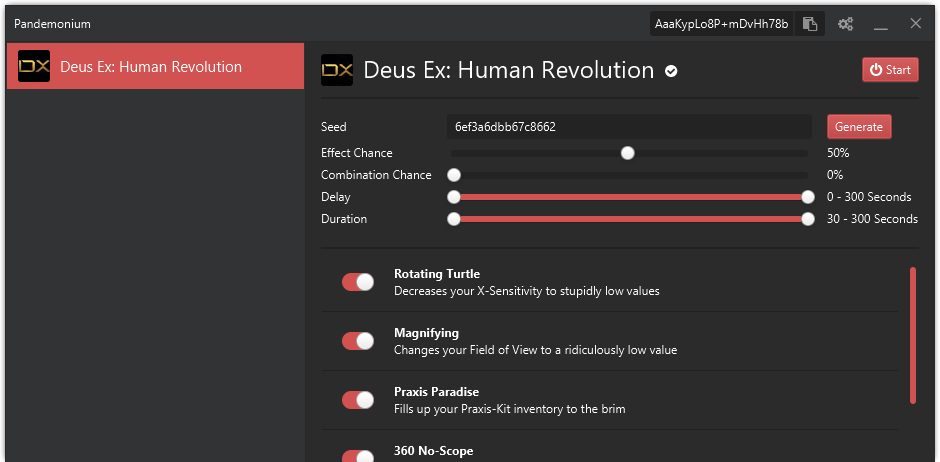 Pandemonium
AaaKypLo8P+mDvHh78b
DX Deus Ex: Human Revolution
DX Deus Ex: Human Revolution
Start
Seed 6ef3a6dbb67c8662 Generate
Effect Chance 50%
Combination Chance 0%
Delay 0 - 300 Seconds
Duration 30 - 300 Seconds
Rotating Turtle
Decreases your X-Sensitivity to stupidly low values
Magnifying
Changes your Field of View to a ridiculously low value
Praxis Paradise
Fills up your Praxis-Kit inventory to the brim
360 No-Scope